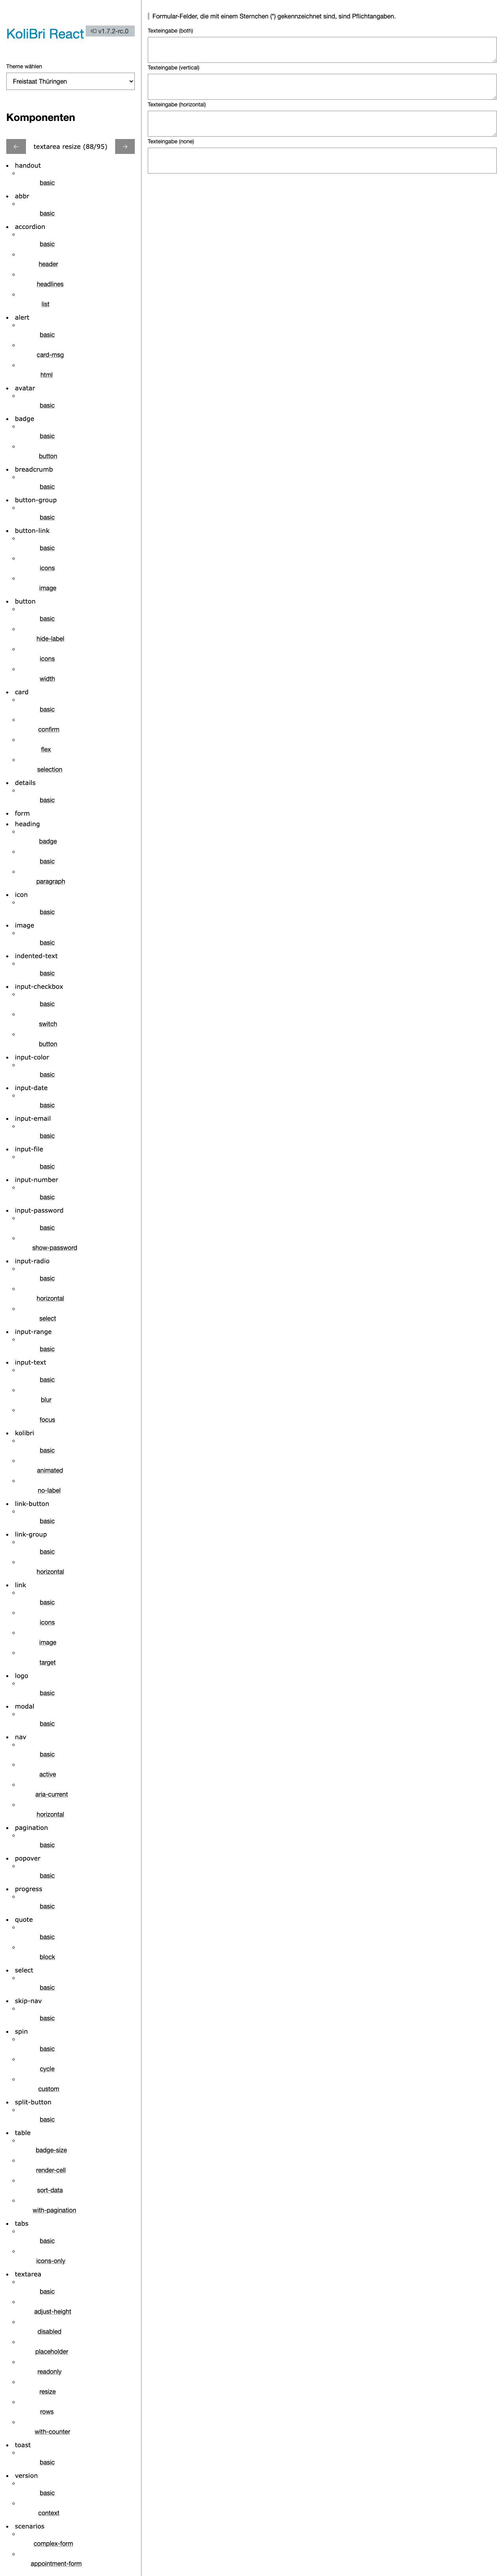 KoliBri React
v1.7.2-rc.0
Theme wählen
Freistaat Thüringen
Komponenten
← textarea resize (88/95) →
handout
basic
abbr
basic
accordion
basic
header
headlines
list
alert
basic
card-msg
html
avatar
basic
badge
basic
button
breadcrumb
basic
button-group
basic
button-link
basic
icons
image
button
basic
hide-label
icons
width
card
basic
confirm
flex
selection
details
basic
form
heading
badge
basic
paragraph
icon
basic
image
basic
indented-text
basic
input-checkbox
basic
switch
button
input-color
basic
input-date
basic
input-email
basic
input-file
basic
input-number
basic
input-password
basic
show-password
input-radio
basic
horizontal
select
input-range
basic
input-text
basic
blur
focus
kolibri
basic
animated
no-label
link-button
basic
link-group
basic
horizontal
link
basic
icons
image
target
logo
basic
modal
basic
nav
basic
active
aria-current
horizontal
pagination
basic
popover
basic
progress
basic
quote
basic
block
select
basic
skip-nav
basic
spin
basic
cycle
custom
split-button
basic
table
badge-size
render-cell
sort-data
with-pagination
tabs
basic
icons-only
textarea
basic
adjust-height
disabled
placeholder
readonly
resize
rows
with-counter
toast
basic
version
basic
context
scenarios
complex-form
appointment-form
Formular-Felder, die mit einem Sternchen (*) gekennzeichnet sind, sind Pflichtangaben.
Texteingabe (both)
Texteingabe (vertical)
Texteingabe (horizontal)
Texteingabe (none)